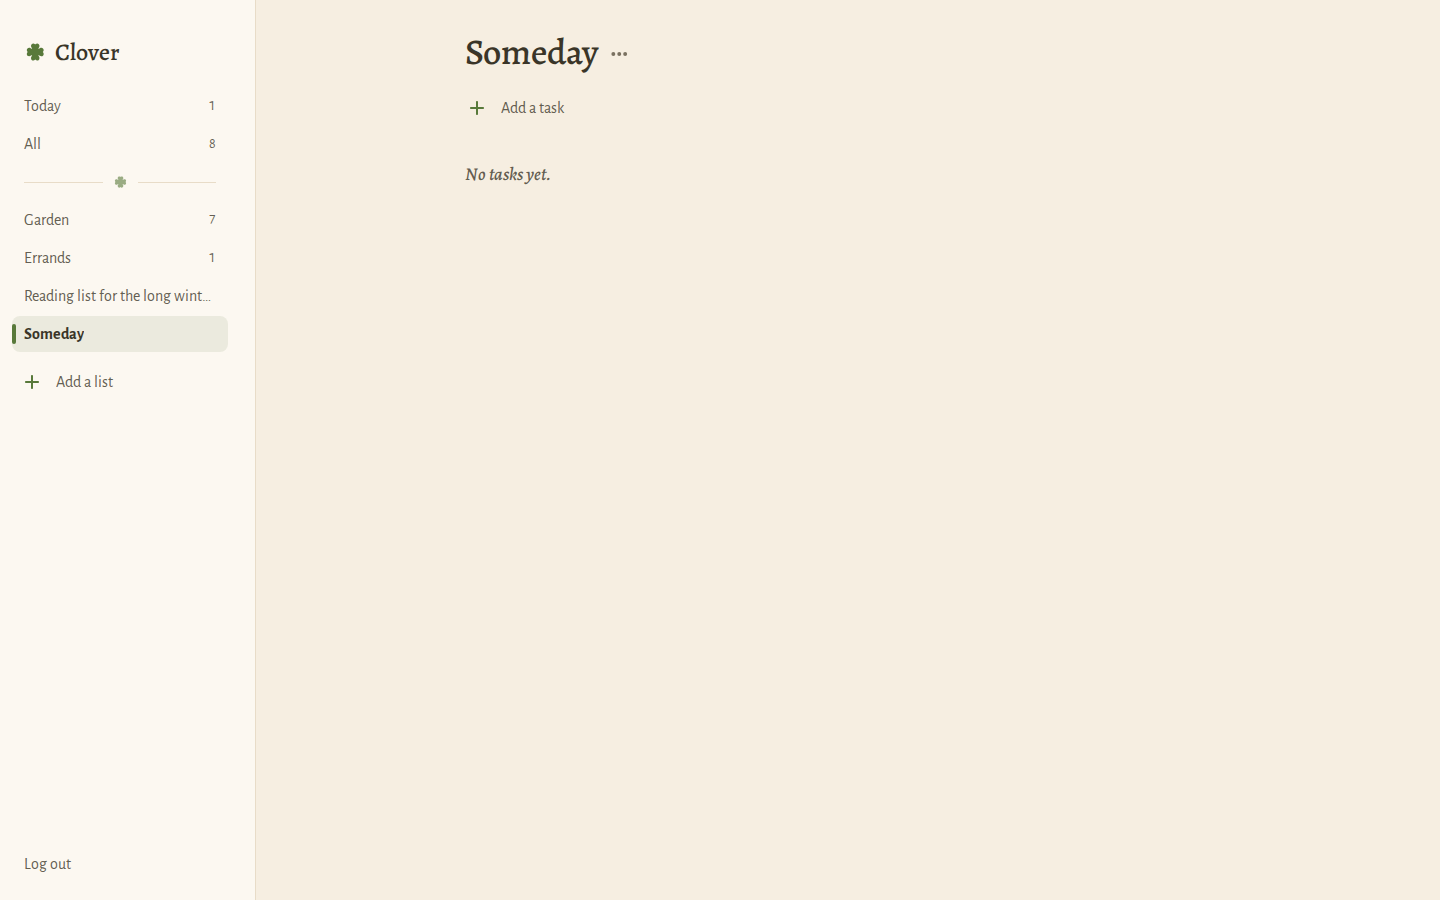 Clover
Today 1
All 8
Garden 7
Errands 1
Reading list for the long wint...
Someday
Add a list
Log out
Someday
Add a task
No tasks yet.